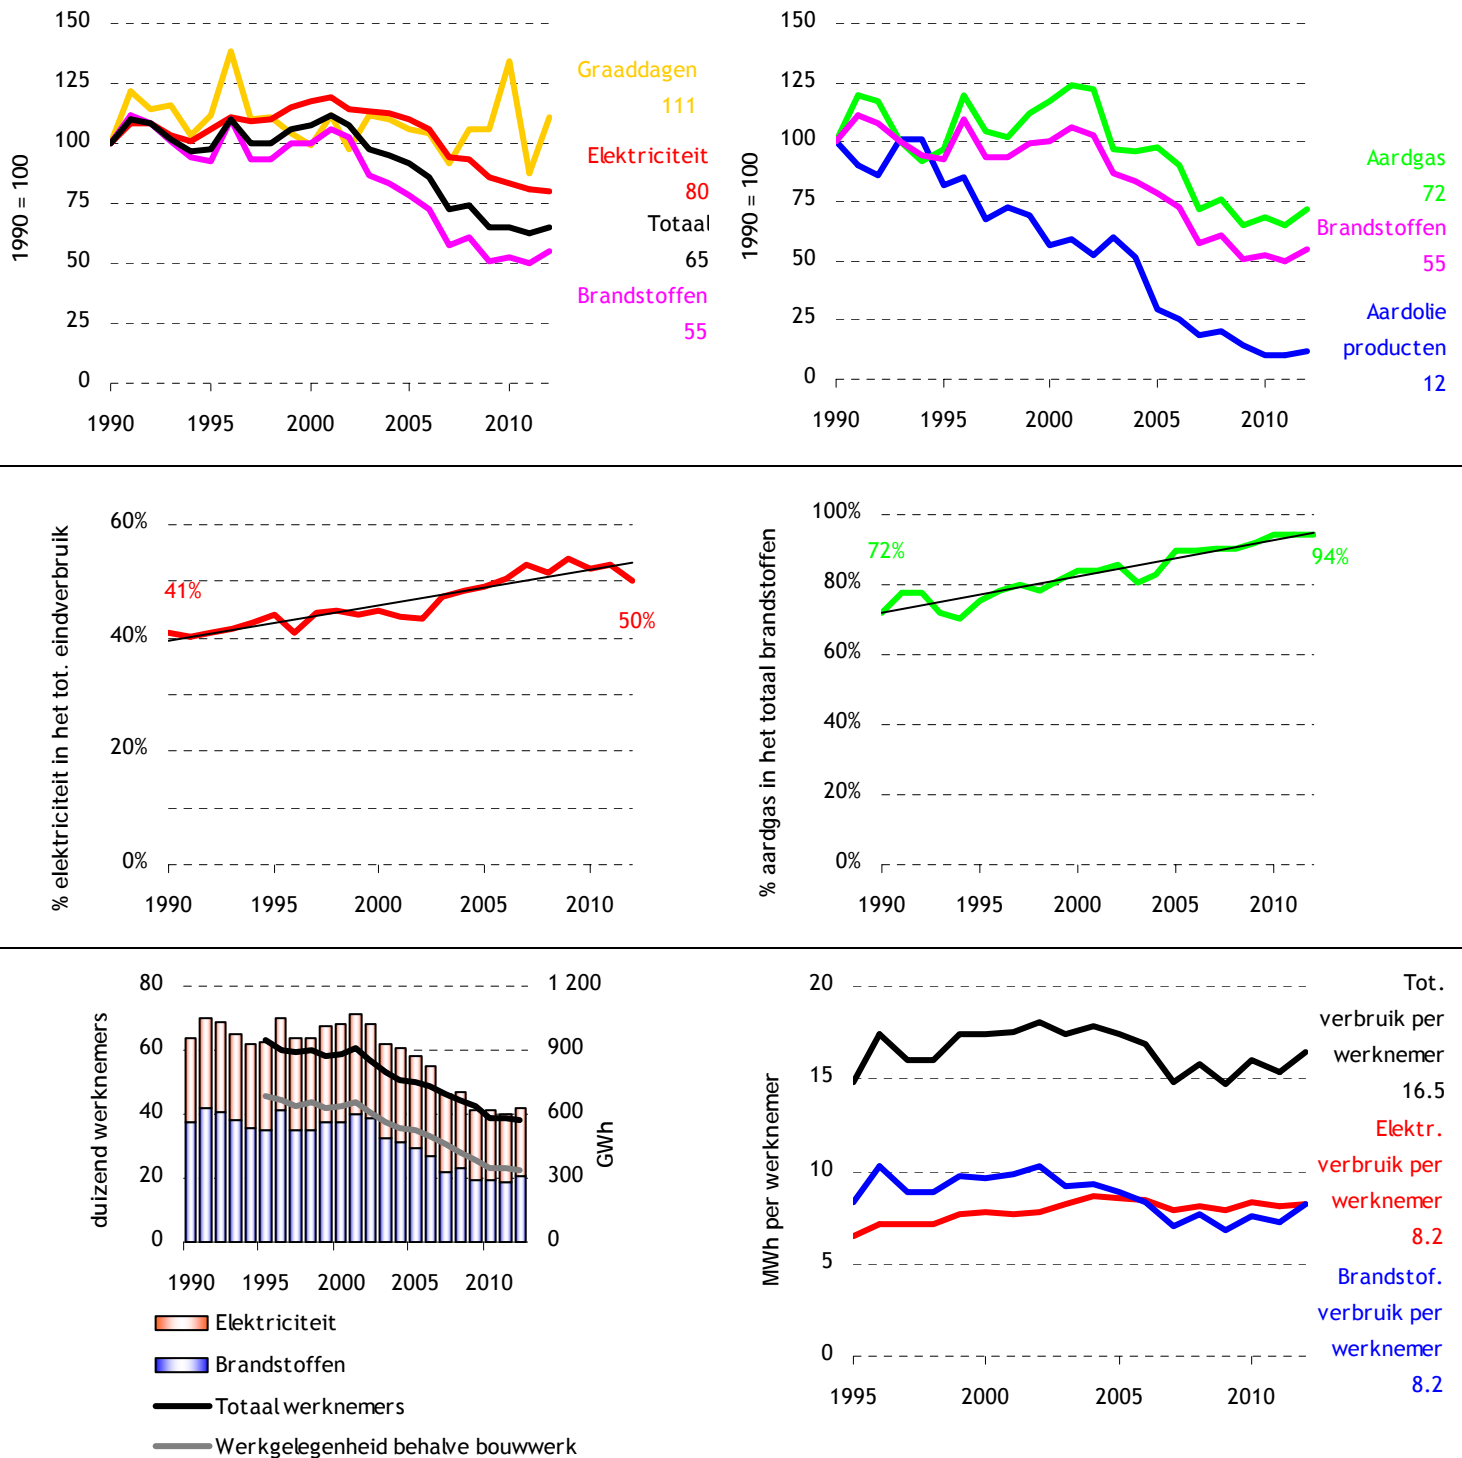 150
125
100
75
50
25
0
1990 = 100
1990
1995
2000
2005
2010
Graaddagen
111
Elektriciteit
80
Totaal
65
Brandstoffen
55
150
125
100
75
50
25
0
1990 = 100
1990
1995
2000
2005
2010
Aardgas
72
Brandstoffen
55
Aardolie
producten
12
% elektriciteit in het tot. eindverbruik
60%
40%
20%
0%
41%
50%
1990
1995
2000
2005
2010
% aardgas in het totaal brandstoffen
100%
80%
60%
40%
20%
0%
72%
94%
1990
1995
2000
2005
2010
duizend werknemers
80
60
40
20
0
1 200
900
600
300
0
GWh
1990
1995
2000
2005
2010
Elektriciteit
Brandstoffen
Totaal werknemers
Werkgelegenheid behalve bouwwerk
MWh per werknemer
20
15
10
5
0
1995
2000
2005
2010
Tot.
verbruik per
werknemer
16.5
Elektr.
verbruik per
werknemer
8.2
Brandstof.
verbruik per
werknemer
8.2